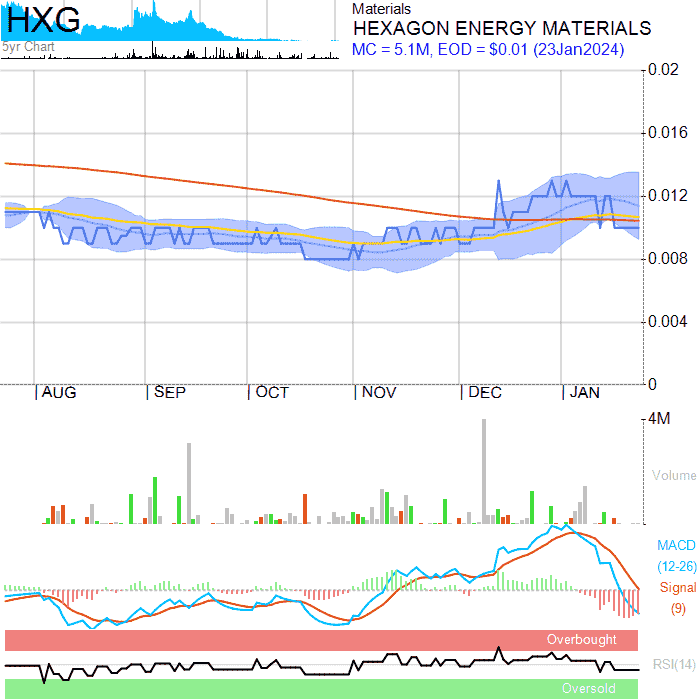 HXG
5yr Chart
Materials
HEXAGON ENERGY MATERIALS
MC = 5.1M, EOD = $0.01 (23Jan2024)
0.02
0.016
0.012
0.008
0.004
0
AUG SEP OCT NOV DEC JAN
4M
Volume
MACD
(12-26)
Signal
(9)
Overbought
RSI(14)
Oversold